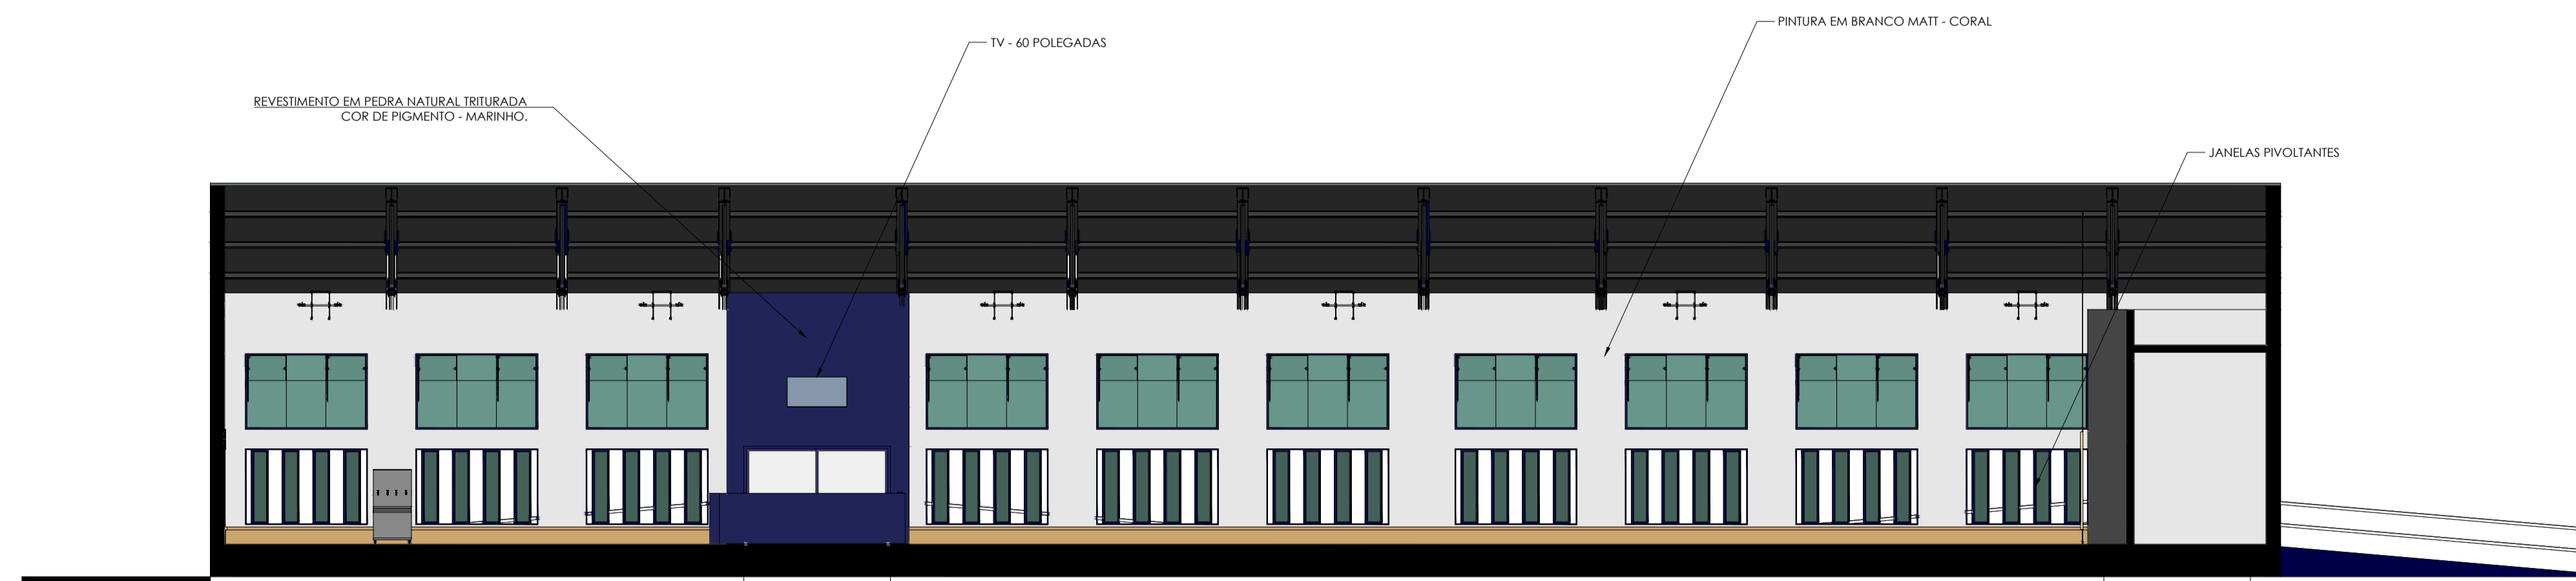 PINTURA EM BRANCO MATT - CORAL
TV - 60 POLEGADAS
REVESTIMENTO EM PEDRA NATURAL TRITURADA
COR DE PIGMENTO - MARINHO.
JANELAS PIVOLTANTES